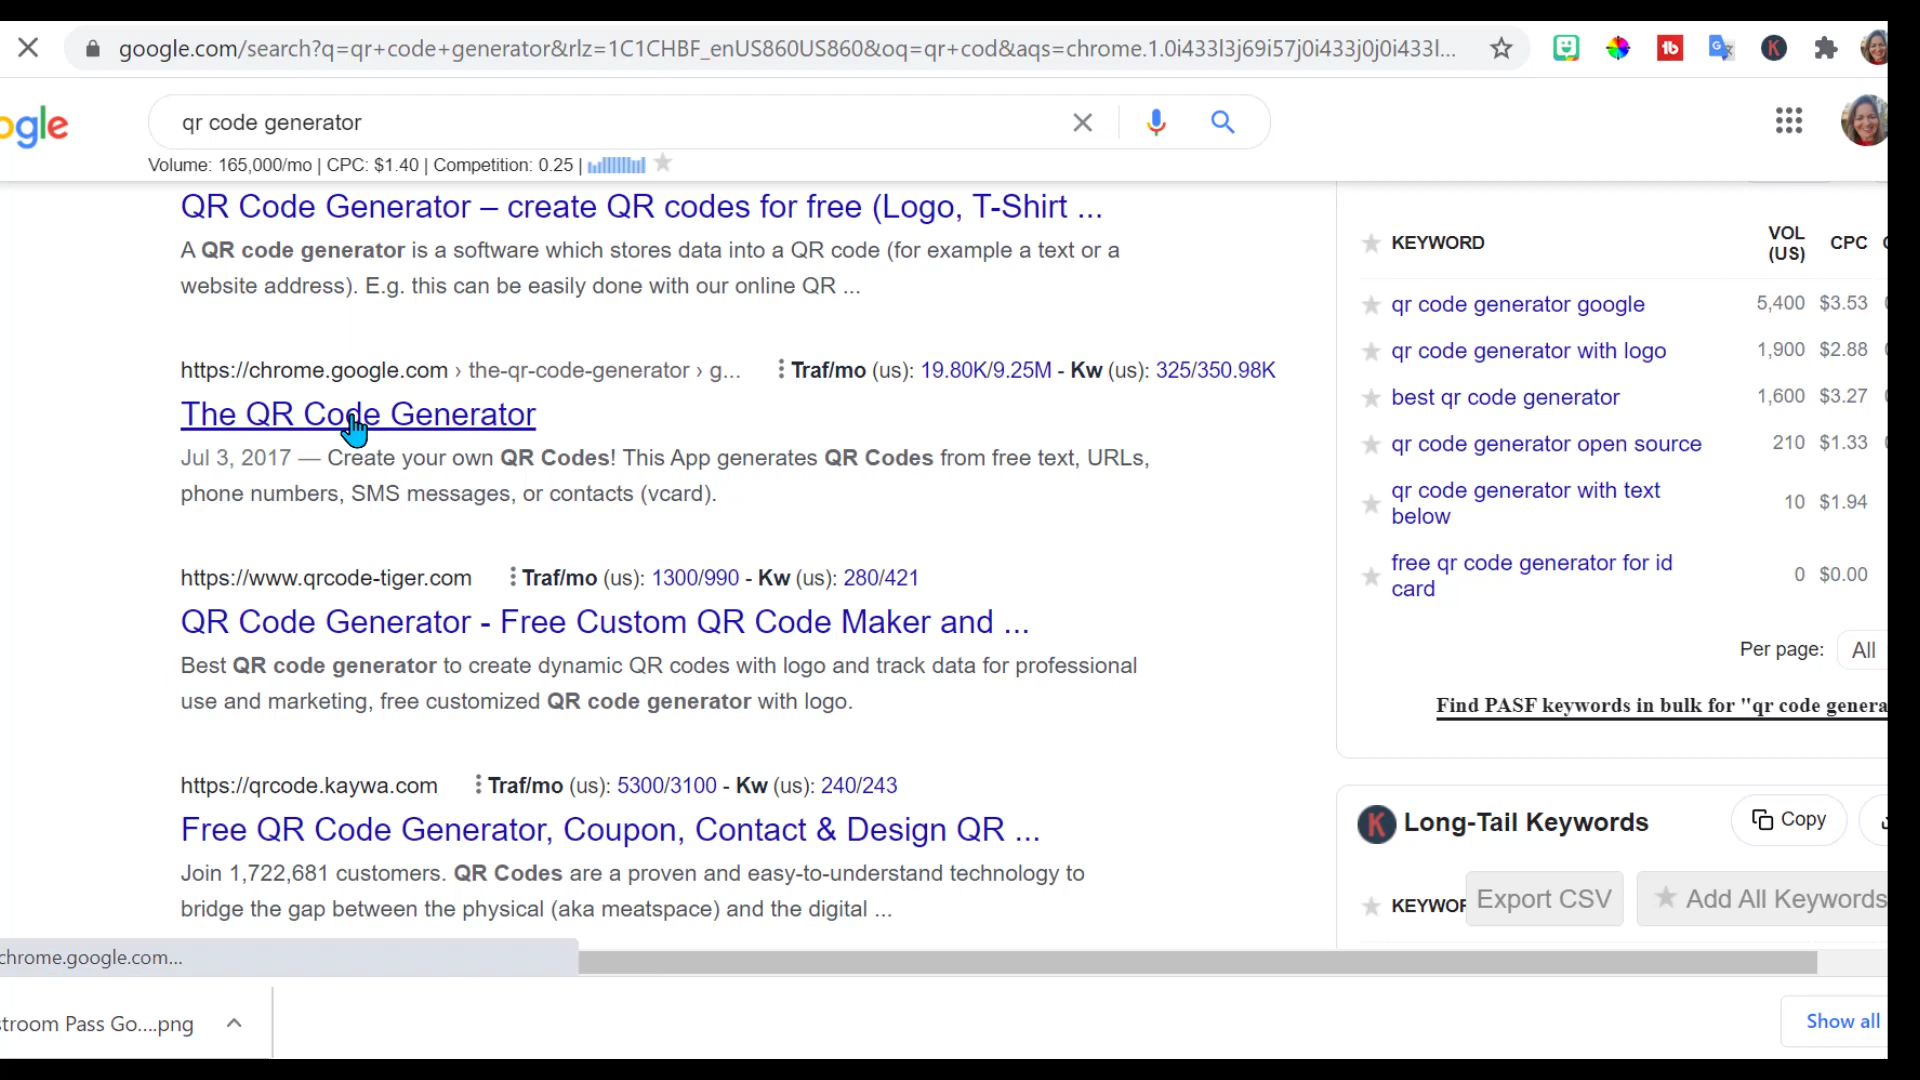 google.com/search?q=qr+code+generator&rlz=1C1CHBF_enUS860US860&oq=qr+cod&aqs=chrome.1.0i433l3j69i57j0i433j0j0i433l...
ogle
qr code generator
Volume: 165,000/mo | CPC: $1.40 | Competition: 0.25 |
QR Code Generator – create QR codes for free (Logo, T-Shirt ...
A QR code generator is a software which stores data into a QR code (for example a text or a
website address). E.g. this can be easily done with our online QR ...
https://chrome.google.com › the-qr-code-generator › g... Traf/mo (us): 19.80K/9.25M - Kw (us): 325/350.98K
The QR Code Generator
Jul 3, 2017 — Create your own QR Codes! This App generates QR Codes from free text, URLs,
phone numbers, SMS messages, or contacts (vcard).
https://www.qrcode-tiger.com Traf/mo (us): 1300/990 - Kw (us): 280/421
QR Code Generator - Free Custom QR Code Maker and ...
Best QR code generator to create dynamic QR codes with logo and track data for professional
use and marketing, free customized QR code generator with logo.
https://qrcode.kaywa.com Traf/mo (us): 5300/3100 - Kw (us): 240/243
Free QR Code Generator, Coupon, Contact & Design QR ...
Join 1,722,681 customers. QR Codes are a proven and easy-to-understand technology to
bridge the gap between the physical (aka meatspace) and the digital ...
KEYWORD VOL (US) CPC
qr code generator google 5,400 $3.53
qr code generator with logo 1,900 $2.88
best qr code generator 1,600 $3.27
qr code generator open source 210 $1.33
qr code generator with text
below 10 $1.94
free qr code generator for id
card 0 $0.00
Per page: All
Find PASF keywords in bulk for "qr code genera
K Long-Tail Keywords Copy
KEYWOR Export CSV Add All Keywords
chrome.google.com...
stroom Pass Go....png
Show all